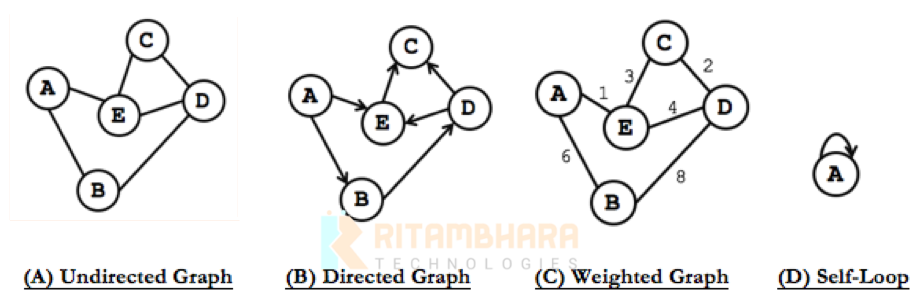 C
A
E
D
B
C
A
E
D
B
C
A
E
D
B
3
2
1
4
6
8
A
RITAMBHARA
TECHNOLOGIES
(A) Undirected Graph
(B) Directed Graph
(C) Weighted Graph
(D) Self-Loop